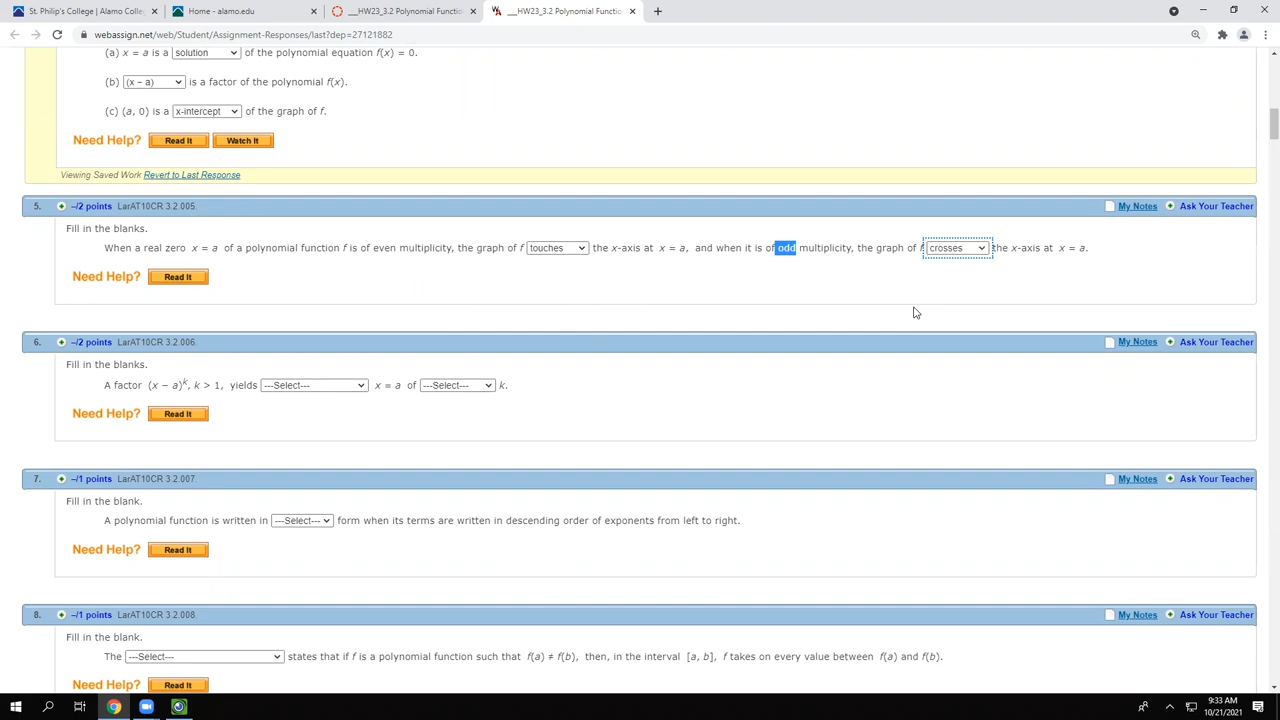 St. Philip's College | Alamo Colle
Home - alamo.edu
__HW23_3.2 Polynomial Functio
__HW23_3.2 Polynomial Functio
webassign.net/web/Student/Assignment-Responses/last?dep=27121882
(a) x = a is a solution of the polynomial equation f(x) = 0.
(b) (x – a) is a factor of the polynomial f(x).
(c) (a, 0) is a x-intercept of the graph of f.
Need Help? Read It Watch It
Viewing Saved Work Revert to Last Response
5. –/2 points LarAT10CR 3.2.005. My Notes Ask Your Teacher
Fill in the blanks.
When a real zero x = a of a polynomial function f is of even multiplicity, the graph of f touches the x-axis at x = a, and when it is of odd multiplicity, the graph of f crosses the x-axis at x = a.
Need Help? Read It
6. –/2 points LarAT10CR 3.2.006. My Notes Ask Your Teacher
Fill in the blanks.
A factor (x − a)^k, k > 1, yields ---Select--- x = a of ---Select--- k.
Need Help? Read It
7. –/1 points LarAT10CR 3.2.007. My Notes Ask Your Teacher
Fill in the blank.
A polynomial function is written in ---Select--- form when its terms are written in descending order of exponents from left to right.
Need Help? Read It
8. –/1 points LarAT10CR 3.2.008. My Notes Ask Your Teacher
Fill in the blank.
The ---Select--- states that if f is a polynomial function such that f(a) ≠ f(b), then, in the interval [a, b], f takes on every value between f(a) and f(b).
Need Help? Read It
9:33 AM
10/21/2021